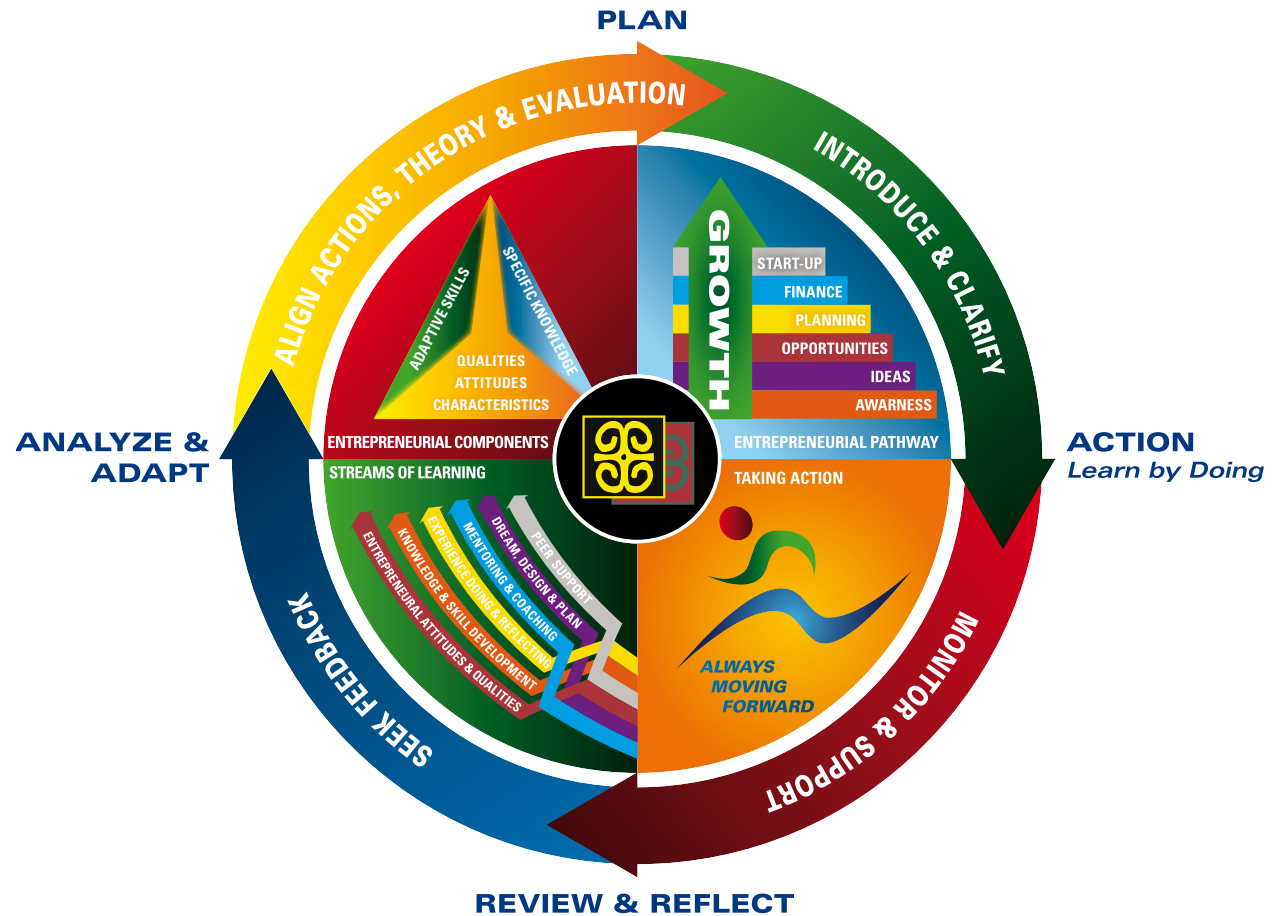 PLAN
ALIGN ACTIONS, THEORY & EVALUATION
INTRODUCE & CLARIFY
ADAPTIVE SKILLS
SPECIFIC KNOWLEDGE
QUALITIES
ATTITUDES
CHARACTERISTICS
ENTREPRENEURIAL COMPONENTS
GROWTH
START-UP
FINANCE
PLANNING
OPPORTUNITIES
IDEAS
AWARNESS
ENTREPRENEURIAL PATHWAY
ANALYZE &
ADAPT
ACTION
Learn by Doing
STREAMS OF LEARNING
ENTREPRENEURAL ATTITUDES & QUALITIES
KNOWLEDGE & SKILL DEVELOPMENT
EXPERIENCE DOING & REFLECTING
MENTORING & COACHING
DREAM, DESIGN & PLAN
PEER SUPPORT
TAKING ACTION
ALWAYS
MOVING
FORWARD
SEEK FEEDBACK
MONITOR & SUPPORT
REVIEW & REFLECT